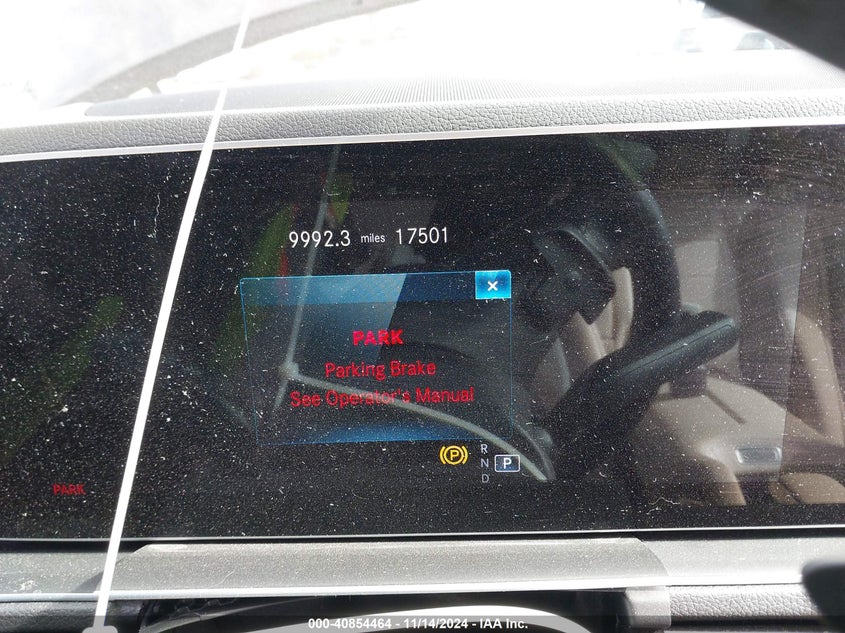 9992.3 miles 17501
×
PARK
Parking Brake
See Operator's Manual
(P)
R
N P
D
PARK
000-40854464 - 11/14/2024 - IAA Inc.